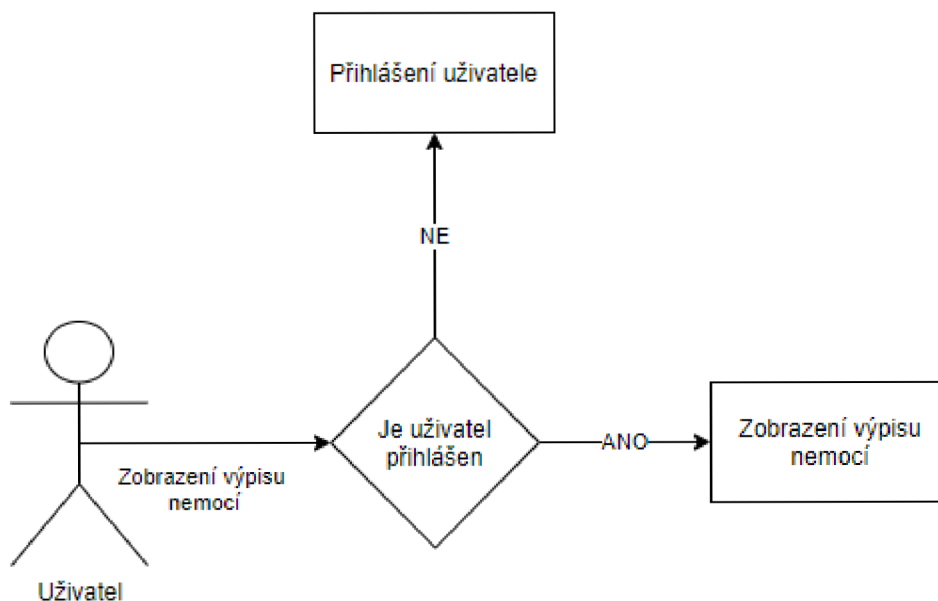 Přihlášení uživatele
NE
Je uživatel
přihlášen
ANO
Zobrazení výpisu
nemocí
Zobrazení výpisu
nemocí
Uživatel